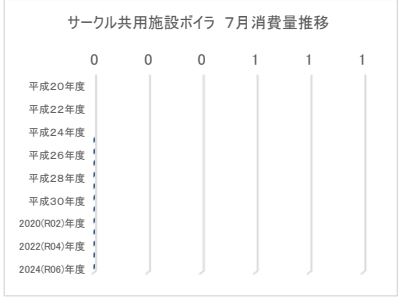 サークル共用施設ボイラ 7月消費量推移
0 0 0 1 1 1
平成20年度
平成22年度
平成24年度
平成26年度
平成28年度
平成30年度
2020(R02)年度
2022(R04)年度
2024(R06)年度